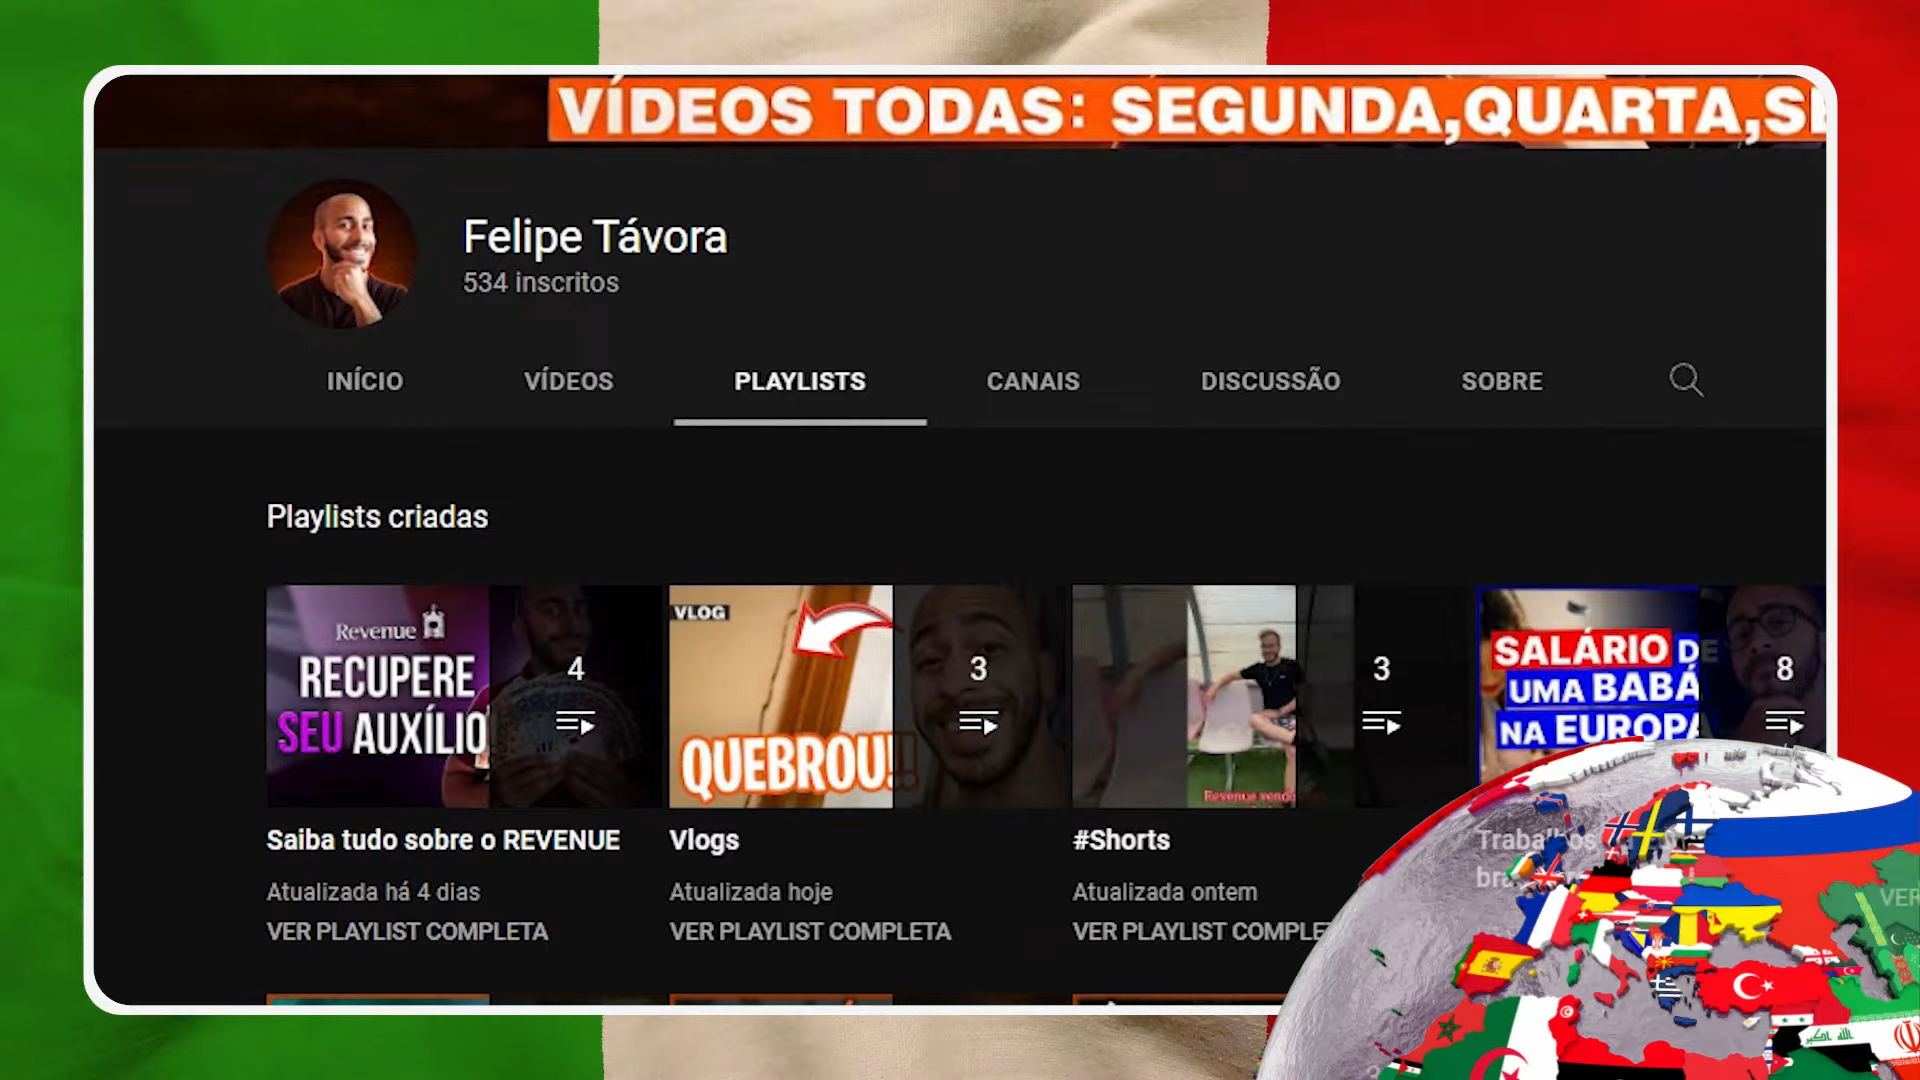 VÍDEOS TODAS: SEGUNDA,QUARTA,SE
Felipe Távora
534 inscritos
INÍCIO VÍDEOS PLAYLISTS CANAIS DISCUSSÃO SOBRE
Playlists criadas
Revenue
RECUPERE
SEU AUXÍLIO
4
VLOG
QUEBROU!!
3
Revenue
3
SALÁRIO DE
UMA BABÁ
NA EUROPA
8
Saiba tudo sobre o REVENUE
Atualizada há 4 dias
VER PLAYLIST COMPLETA
Vlogs
Atualizada hoje
VER PLAYLIST COMPLETA
#Shorts
Atualizada ontem
VER PLAYLIST COMPLE
VER